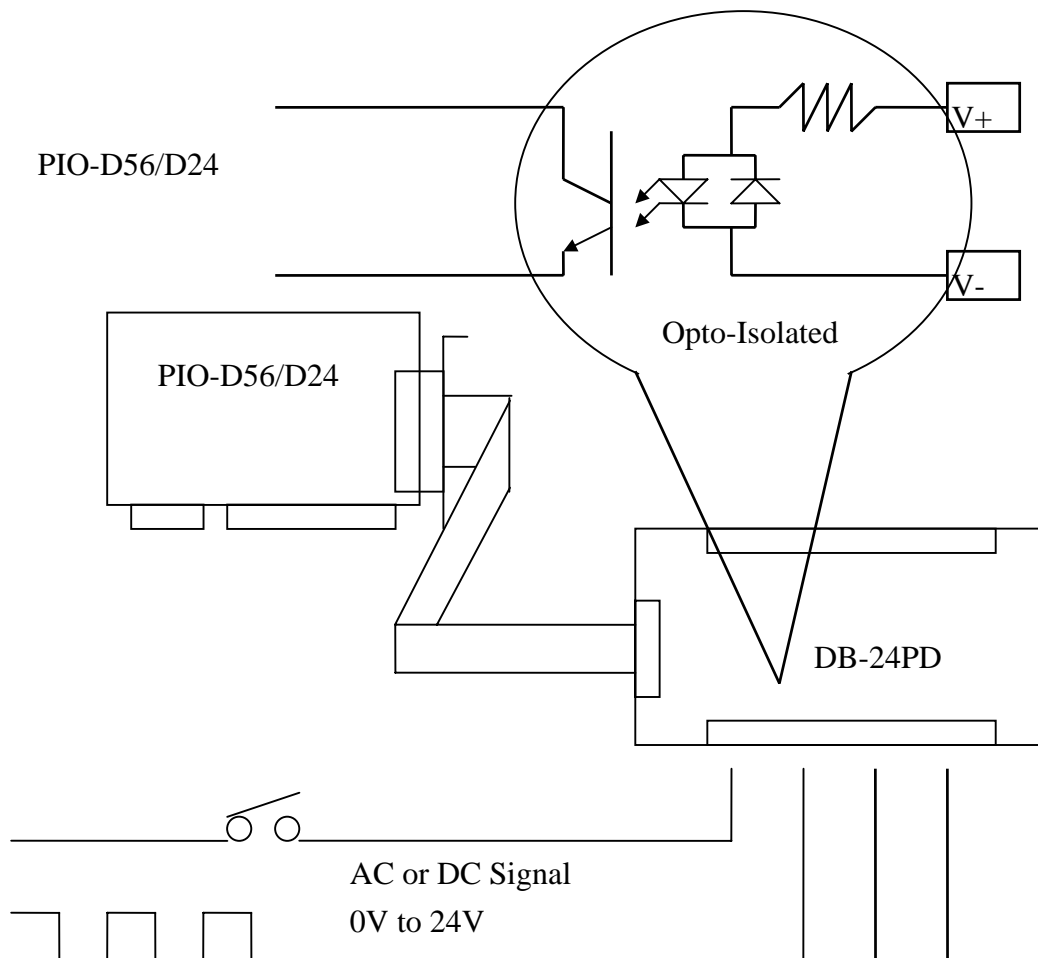 V+
PIO-D56/D24
V-
Opto-Isolated
PIO-D56/D24
DB-24PD
AC or DC Signal
0V to 24V